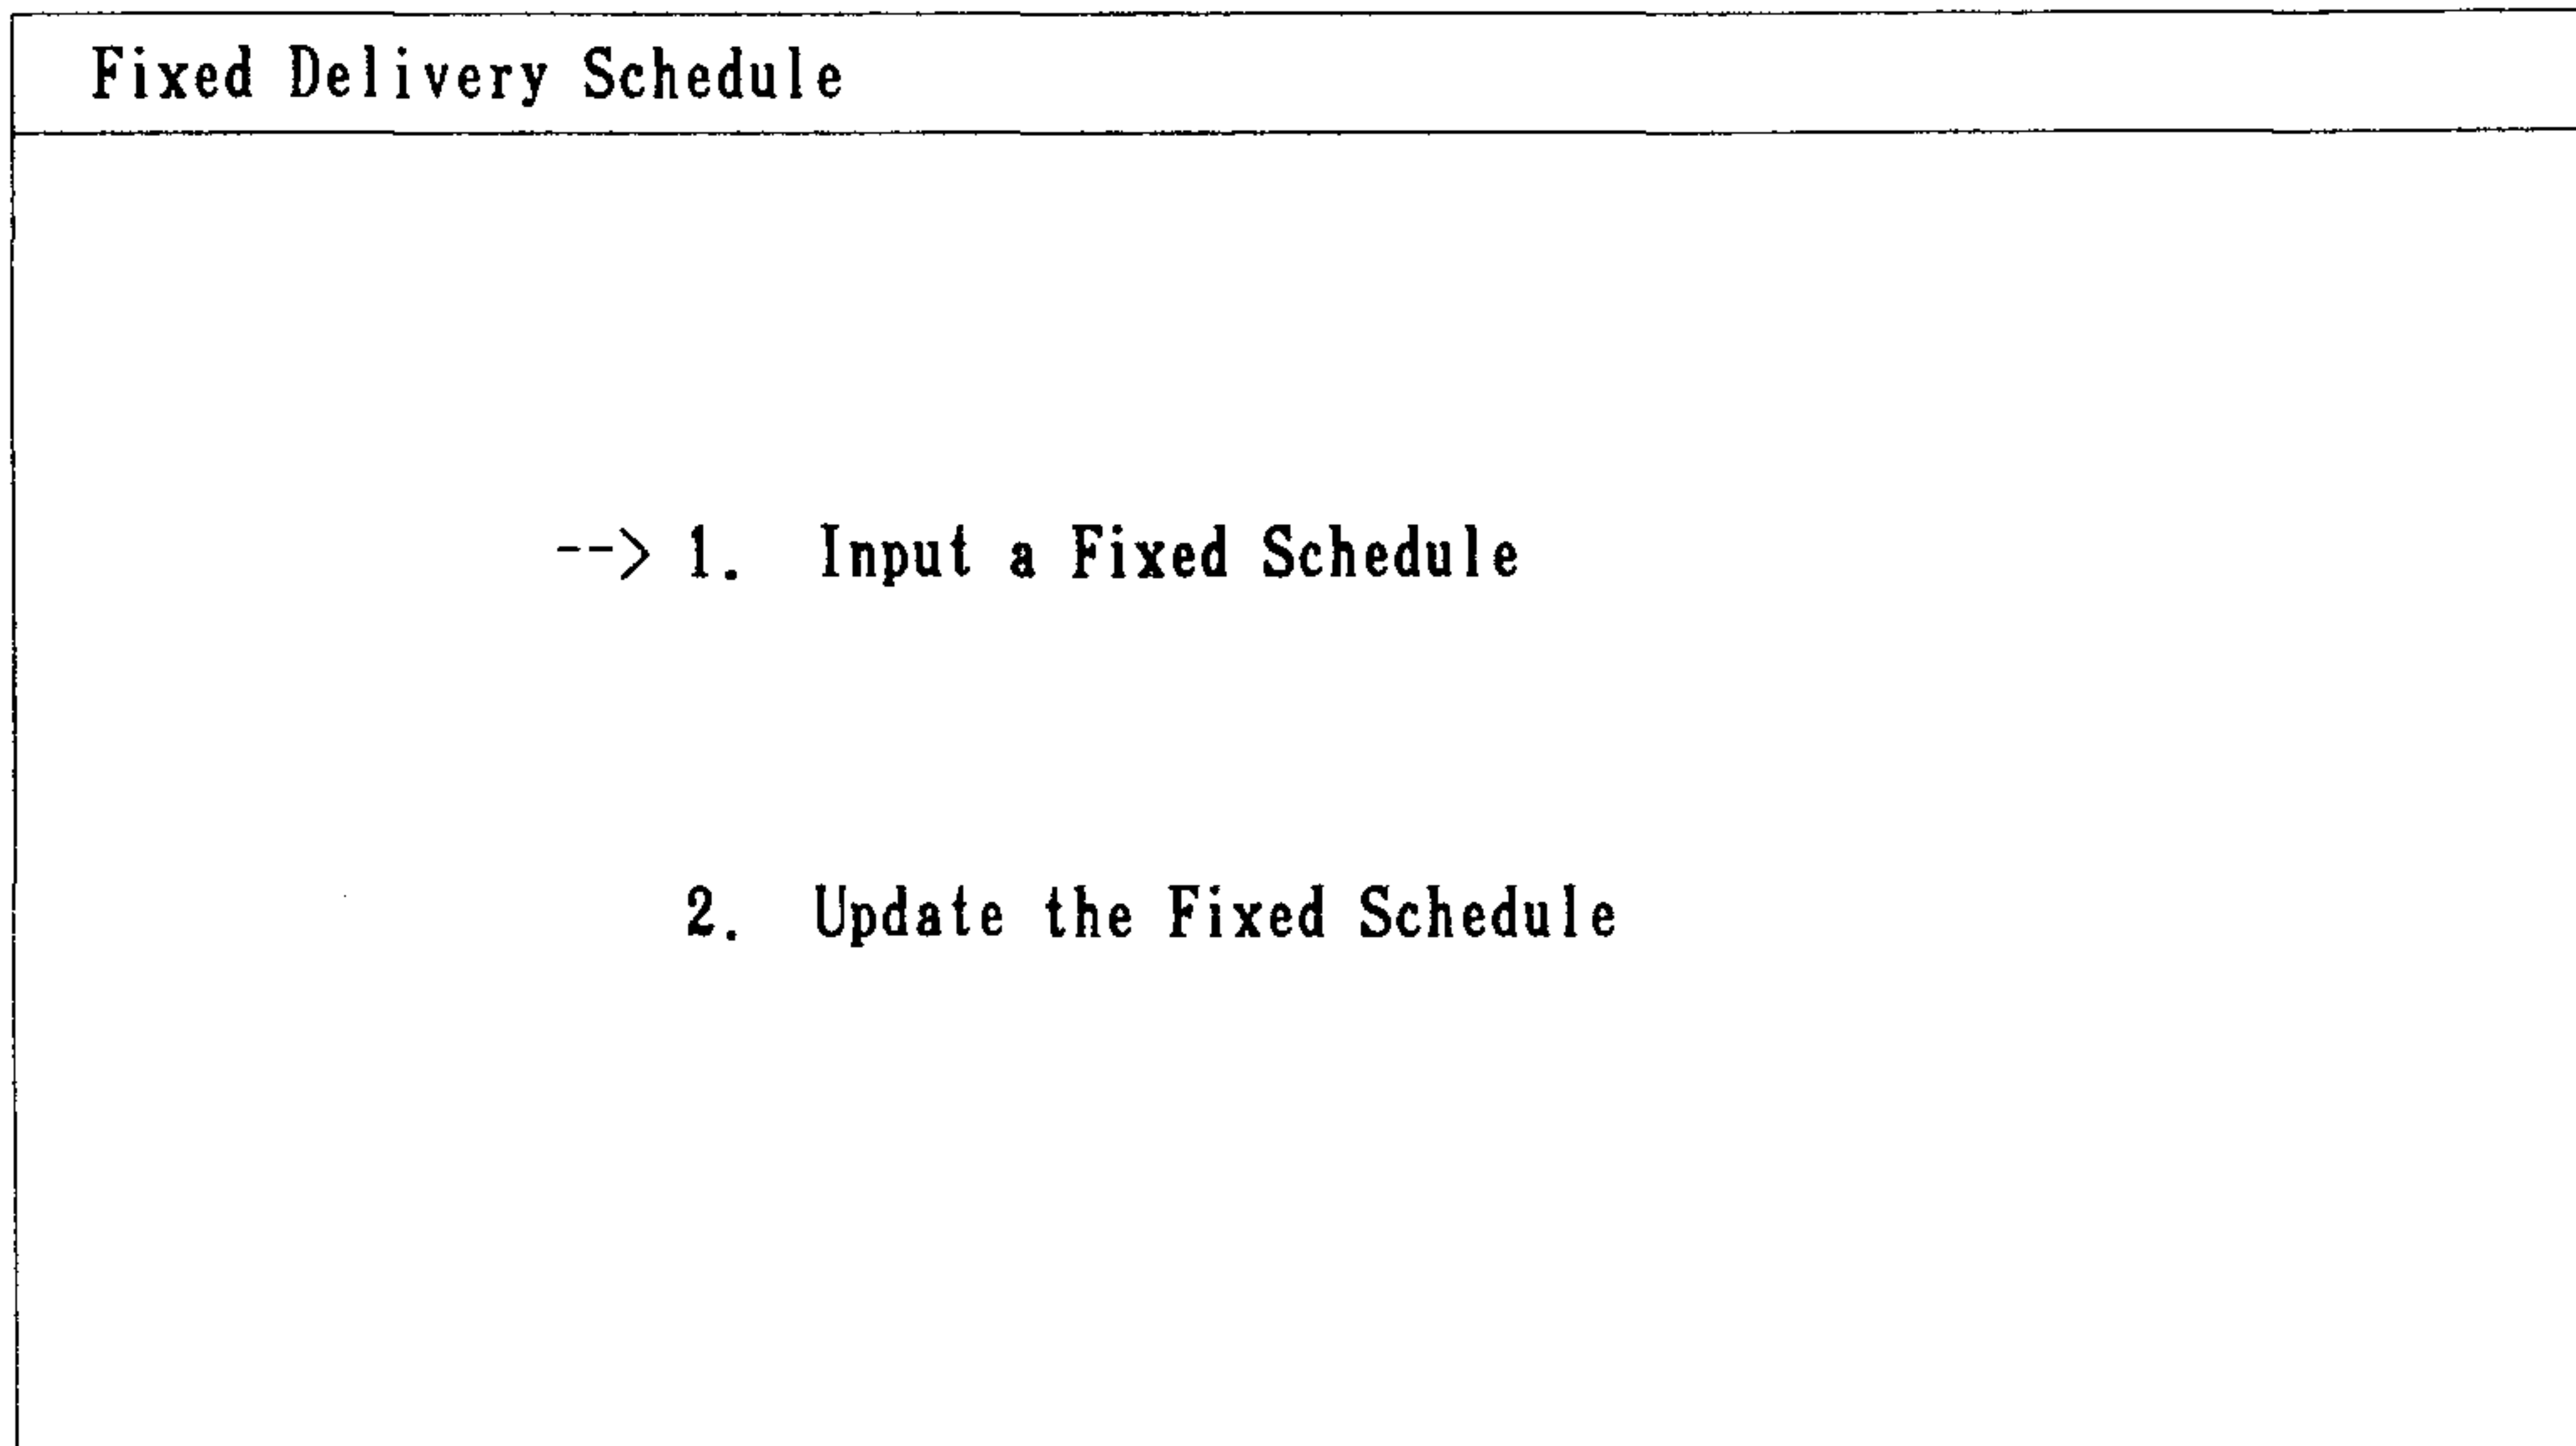 Fixed Delivery Schedule
--> 1. Input a Fixed Schedule
2. Update the Fixed Schedule